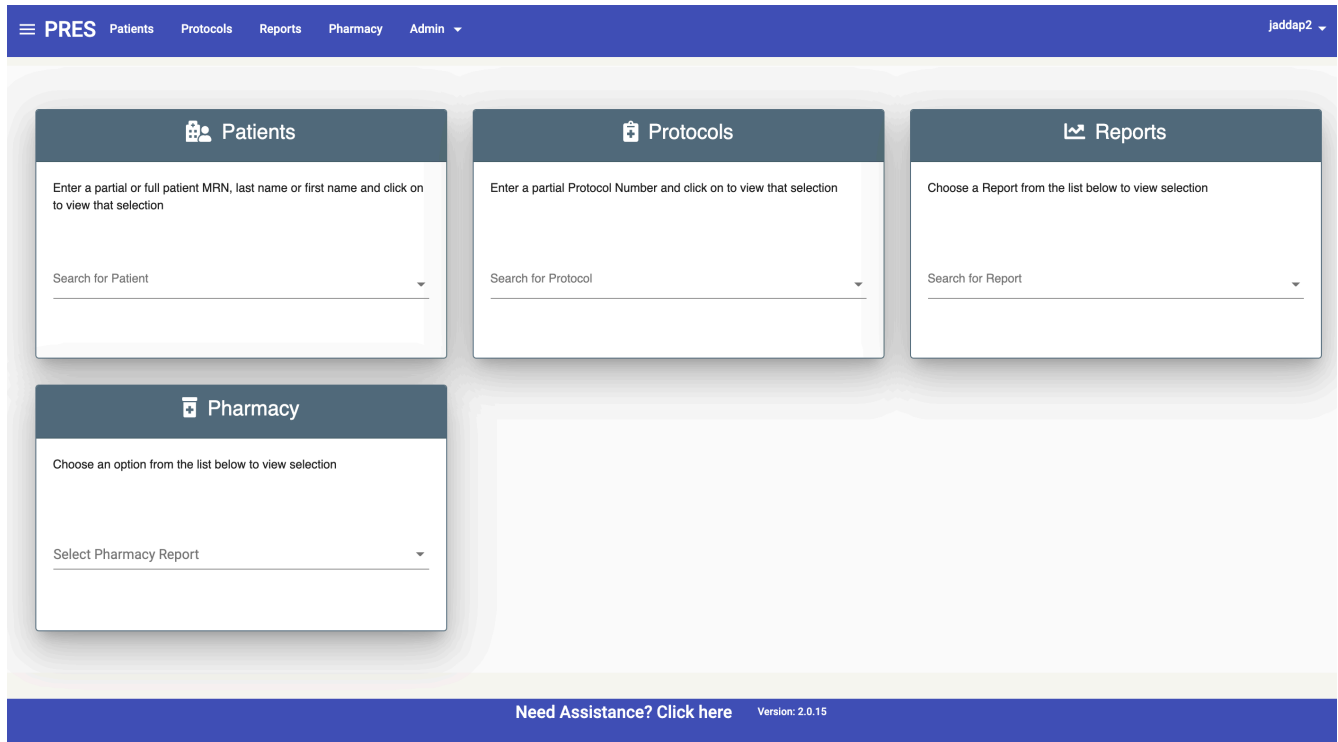 PRES Patients Protocols Reports Pharmacy Admin jaddap2
Patients
Enter a partial or full patient MRN, last name or first name and click on
to view that selection
Search for Patient
Protocols
Enter a partial Protocol Number and click on to view that selection
Search for Protocol
Reports
Choose a Report from the list below to view selection
Search for Report
Pharmacy
Choose an option from the list below to view selection
Select Pharmacy Report
Need Assistance? Click here Version: 2.0.15